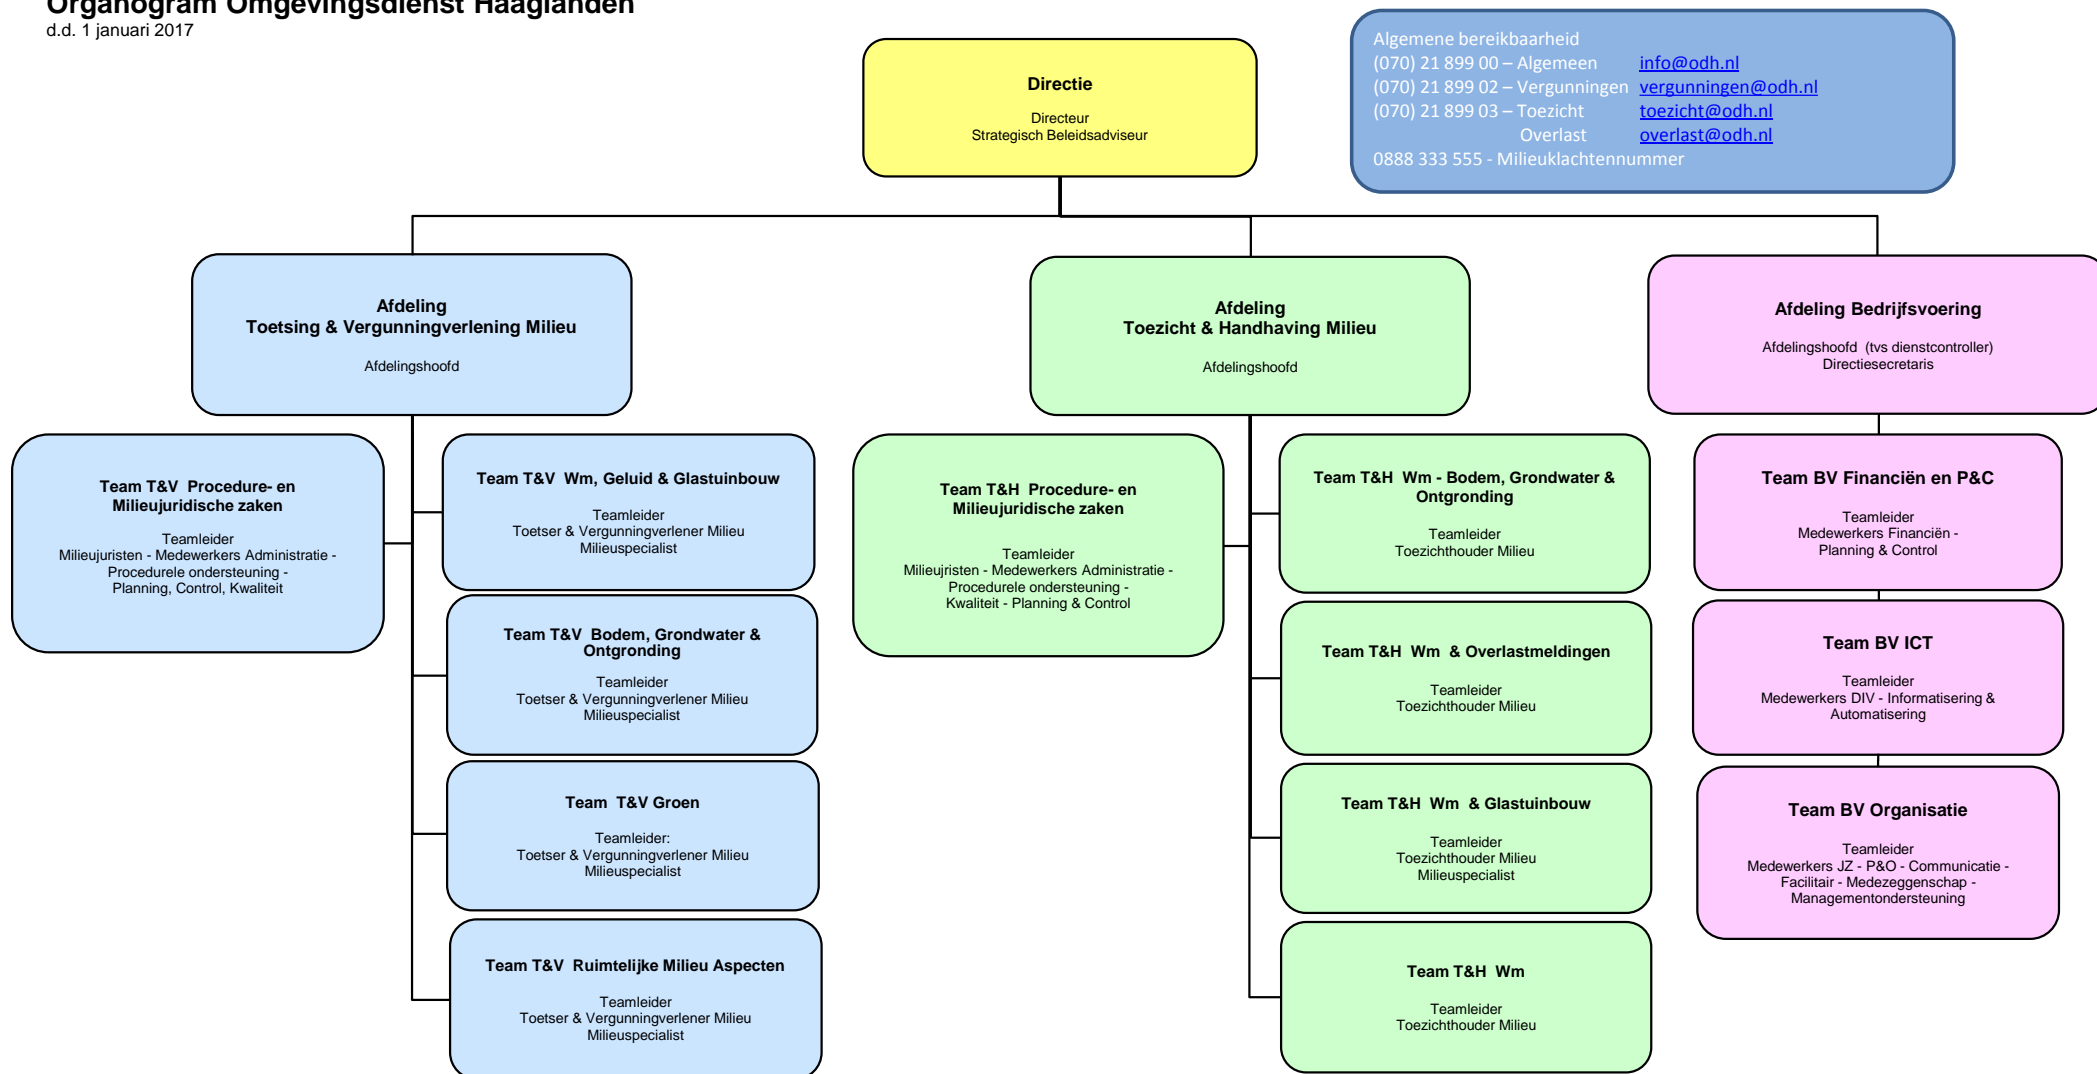 Organogram Omgevingsdienst Haaglanden
d.d. 1 januari 2017
Algemene bereikbaarheid
(070) 21 899 00 – Algemeen info@odh.nl
(070) 21 899 02 – Vergunningen vergunningen@odh.nl
(070) 21 899 03 – Toezicht toezicht@odh.nl
Overlast overlast@odh.nl
0888 333 555 - Milieuklachtennummer
Directie
Directeur
Strategisch Beleidsadviseur
Afdeling
Toetsing & Vergunningverlening Milieu
Afdelingshoofd
Afdeling
Toezicht & Handhaving Milieu
Afdelingshoofd
Afdeling Bedrijfsvoering
Afdelingshoofd (tvs dienstcontroller)
Directiesecretaris
Team T&V Procedure- en
Milieujuridische zaken
Teamleider
Milieujuristen - Medewerkers Administratie -
Procedurele ondersteuning -
Planning, Control, Kwaliteit
Team T&V Wm, Geluid & Glastuinbouw
Teamleider
Toetser & Vergunningverlener Milieu
Milieuspecialist
Team T&V Bodem, Grondwater &
Ontgronding
Teamleider
Toetser & Vergunningverlener Milieu
Milieuspecialist
Team T&V Groen
Teamleider:
Toetser & Vergunningverlener Milieu
Milieuspecialist
Team T&V Ruimtelijke Milieu Aspecten
Teamleider
Toetser & Vergunningverlener Milieu
Milieuspecialist
Team T&H Procedure- en
Milieujuridische zaken
Teamleider
Milieujristen - Medewerkers Administratie -
Procedurele ondersteuning -
Kwaliteit - Planning & Control
Team T&H Wm - Bodem, Grondwater &
Ontgronding
Teamleider
Toezichthouder Milieu
Team T&H Wm & Overlastmeldingen
Teamleider
Toezichthouder Milieu
Team T&H Wm & Glastuinbouw
Teamleider
Toezichthouder Milieu
Milieuspecialist
Team T&H Wm
Teamleider
Toezichthouder Milieu
Team BV Financiën en P&C
Teamleider
Medewerkers Financiën -
Planning & Control
Team BV ICT
Teamleider
Medewerkers DIV - Informatisering &
Automatisering
Team BV Organisatie
Teamleider
Medewerkers JZ - P&O - Communicatie -
Facilitair - Medezeggenschap -
Managementondersteuning